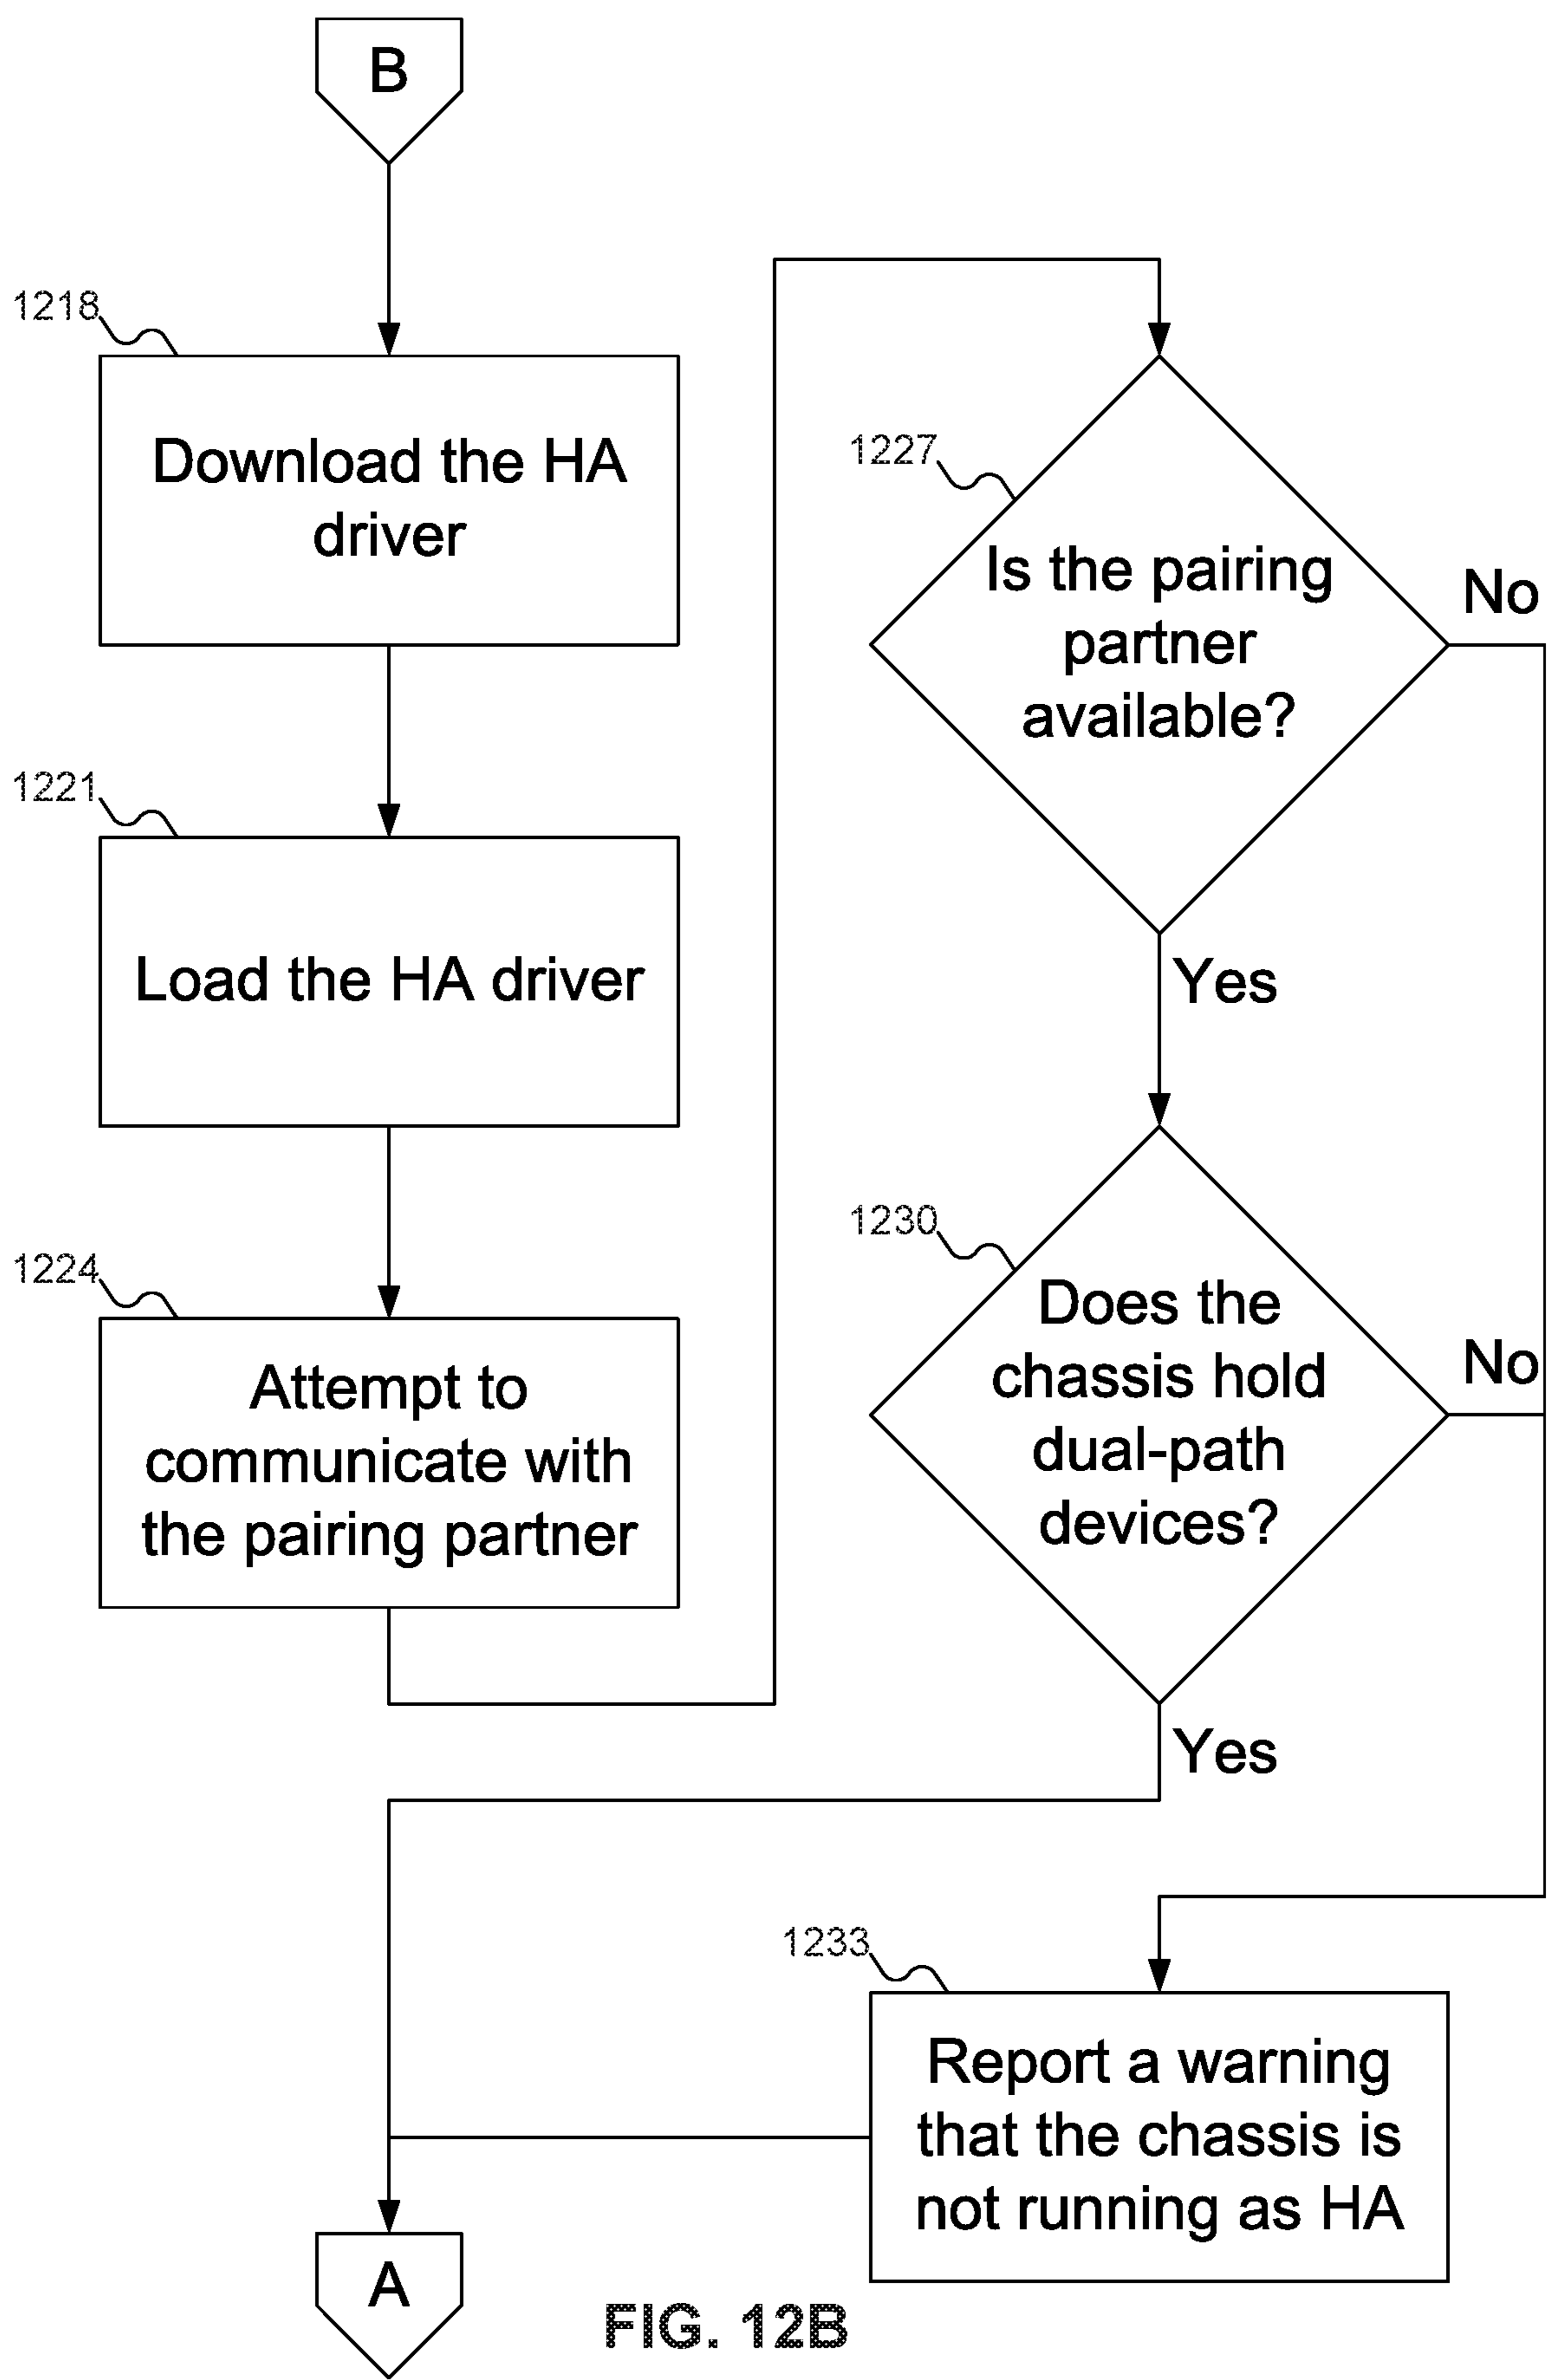 B
1218
Download the HA
driver
1221
Load the HA driver
1224
Attempt to
communicate with
the pairing partner
1227
Is the pairing
partner
available?
No
Yes
1230
Does the
chassis hold
dual-path
devices?
No
Yes
1233
Report a warning
that the chassis is
not running as HA
A
FIG. 12B